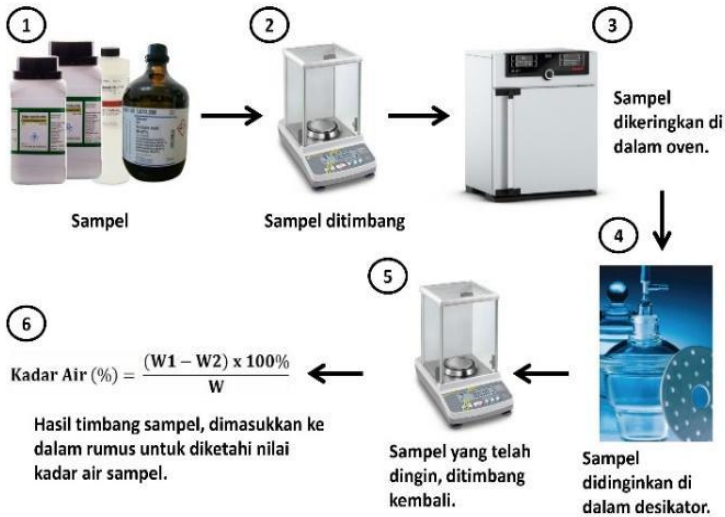 1
Sampel
2
Sampel ditimbang
3
Sampel
dikeringkan di
dalam oven.
4
Sampel
didinginkan di
dalam desikator.
5
Sampel yang telah
dingin, ditimbang
kembali.
6
Kadar Air (%) = (W1 − W2) x 100%
W
Hasil timbang sampel, dimasukkan ke
dalam rumus untuk diketahi nilai
kadar air sampel.